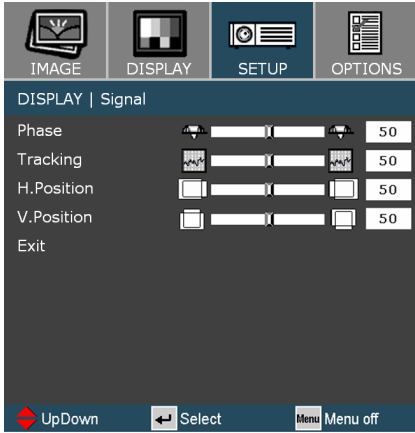 IMAGE DISPLAY SETUP OPTIONS
DISPLAY | Signal
Phase 50
Tracking 50
H.Position 50
V.Position 50
Exit
UpDown Select Menu Menu off